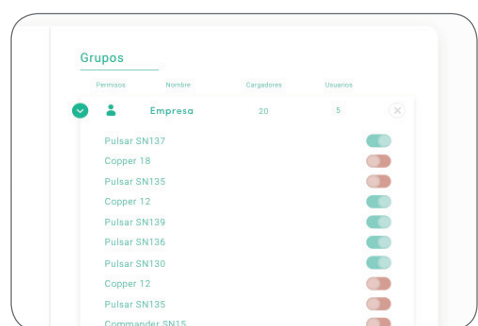 Grupos
Permisos Nombre Cargadores Usuarios
Empresa 20 5
Pulsar SN137
Copper 18
Pulsar SN135
Copper 12
Pulsar SN139
Pulsar SN136
Pulsar SN130
Copper 12
Pulsar SN135
Commander SN15